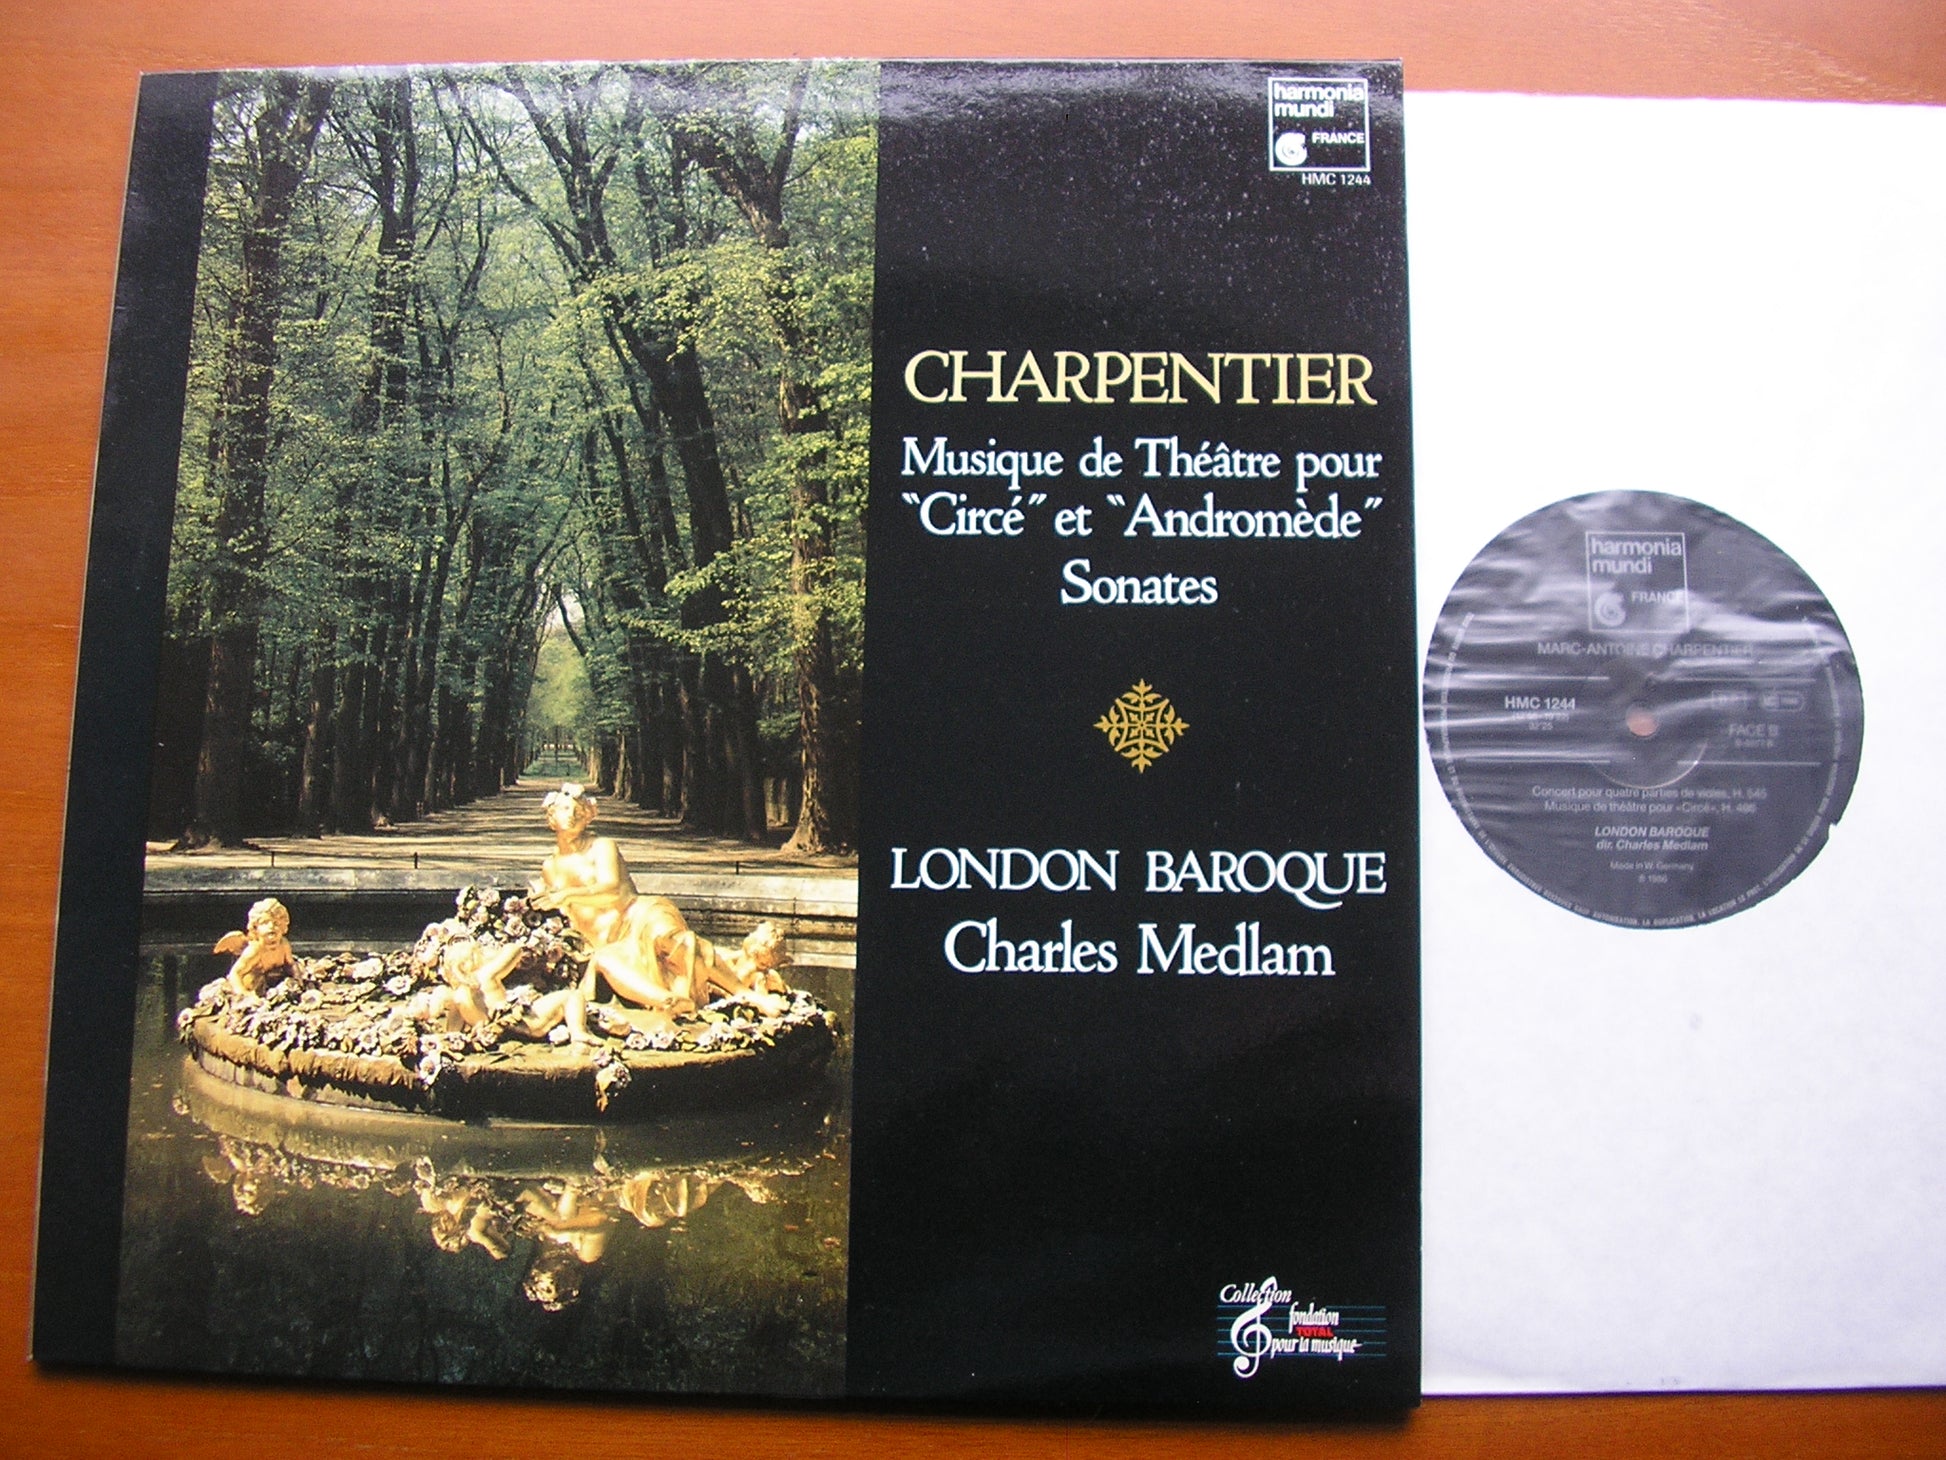 harmonia
mundi
FRANCE
HMC 1244
CHARPENTIER
Musique de Théâtre pour
"Circé" et "Andromède"
Sonates
LONDON BAROQUE
Charles Medlam
Collection
fondation
TOTAL
pour la musique
harmonia
mundi
FRANCE
MARC-ANTOINE CHARPENTIER
HMC 1244
FACE B
Concert pour quatre parties de violes, H. 545
Musique de théâtre pour «Circé», H. 496
LONDON BAROQUE
dir. Charles Medlam
Made in W. Germany
℗ 1986